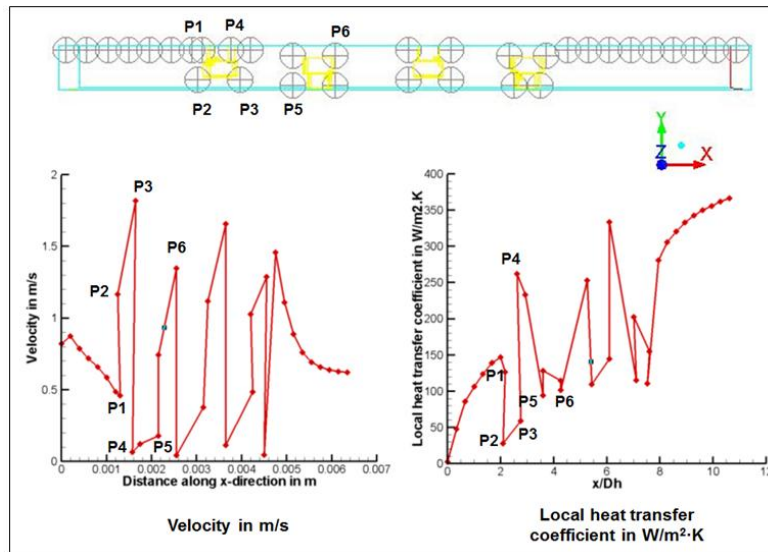 P1 P4 P6
P2 P3 P5
Y
Z X
P3
P6
P2
P1
P4 P5
Velocity in m/s
2
1.5
1
0.5
0
0 0.001 0.002 0.003 0.004 0.005 0.006 0.007
Distance along x-direction in m
Velocity in m/s
P4
P1
P5
P6
P2 P3
Local heat transfer coefficient in W/m2.K
400
350
300
250
200
150
100
50
0
0 2 4 6 8 10 12
x/Dh
Local heat transfer
coefficient in W/m²·K